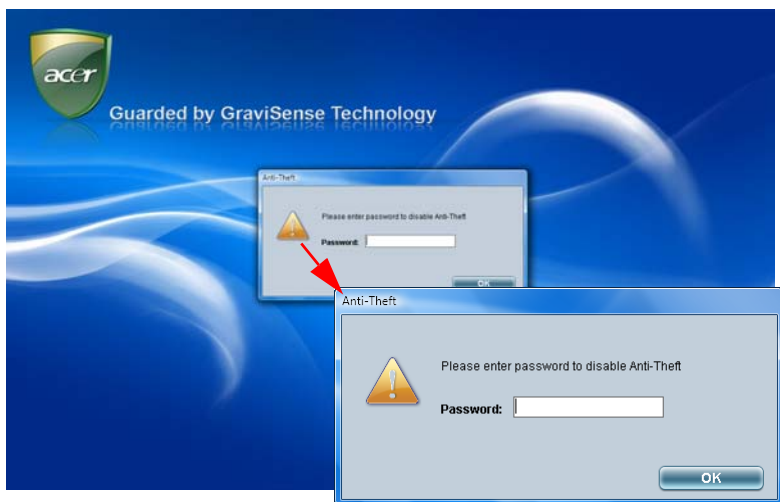 acer
Guarded by GraviSense Technology
Anti-Theft
Please enter password to disable Anti-Theft
Password:
OK
Anti-Theft
Please enter password to disable Anti-Theft
Password:
OK